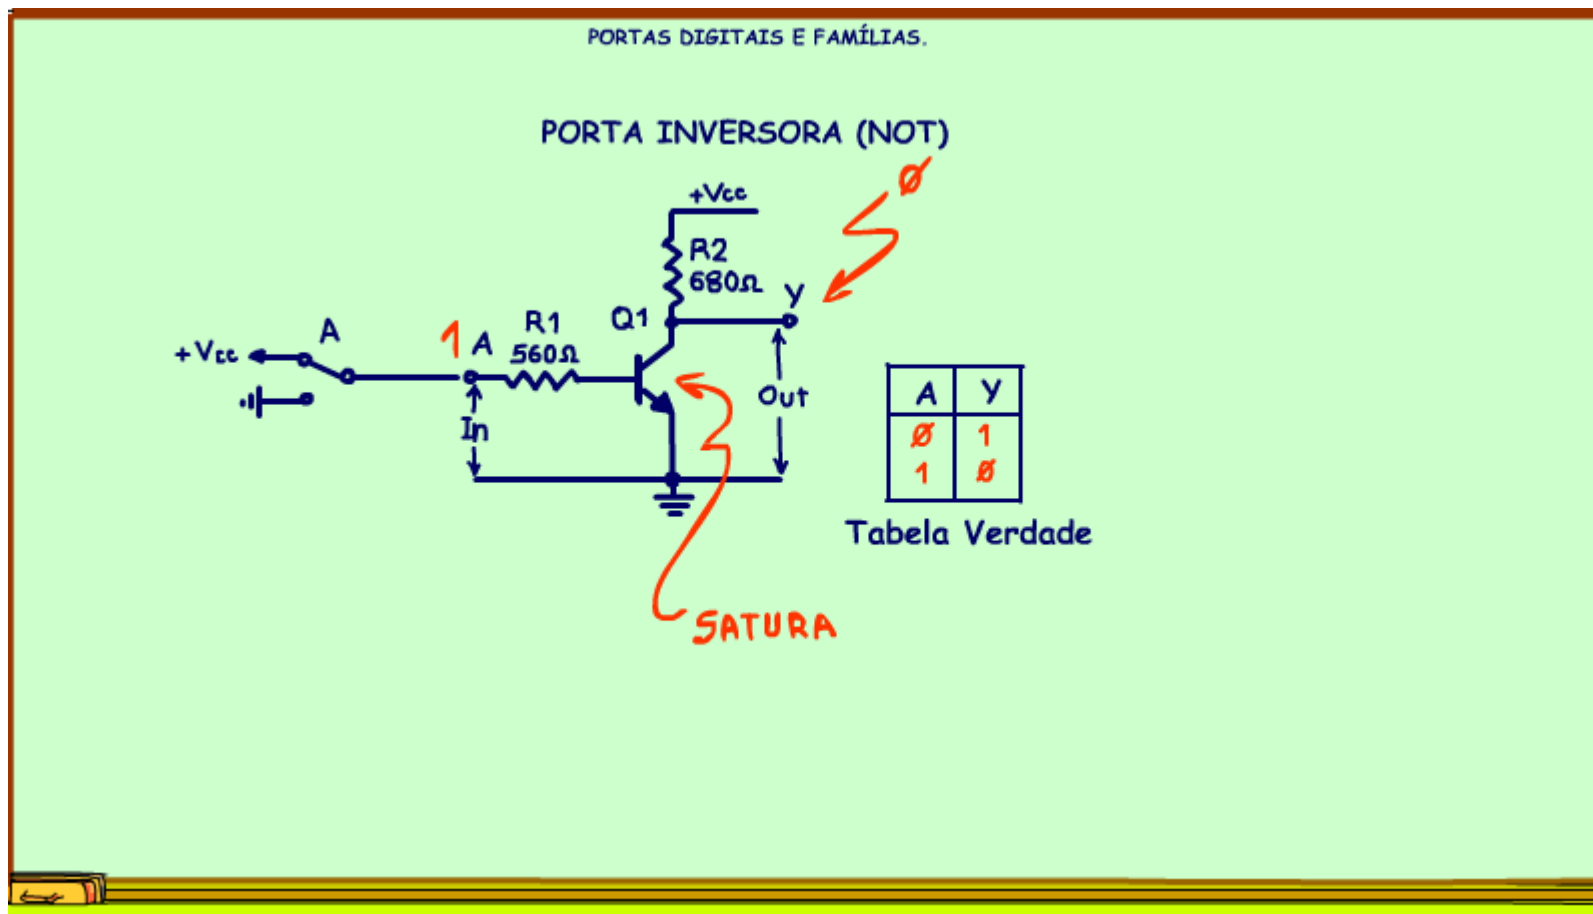 PORTAS DIGITAIS E FAMÍLIAS.
PORTA INVERSORA (NOT)
Ø
+Vcc
R2
680Ω
Y
Q1
A
+Vcc
1
A
R1
560Ω
In
Out
A Y
Ø 1
1 Ø
Tabela Verdade
SATURA